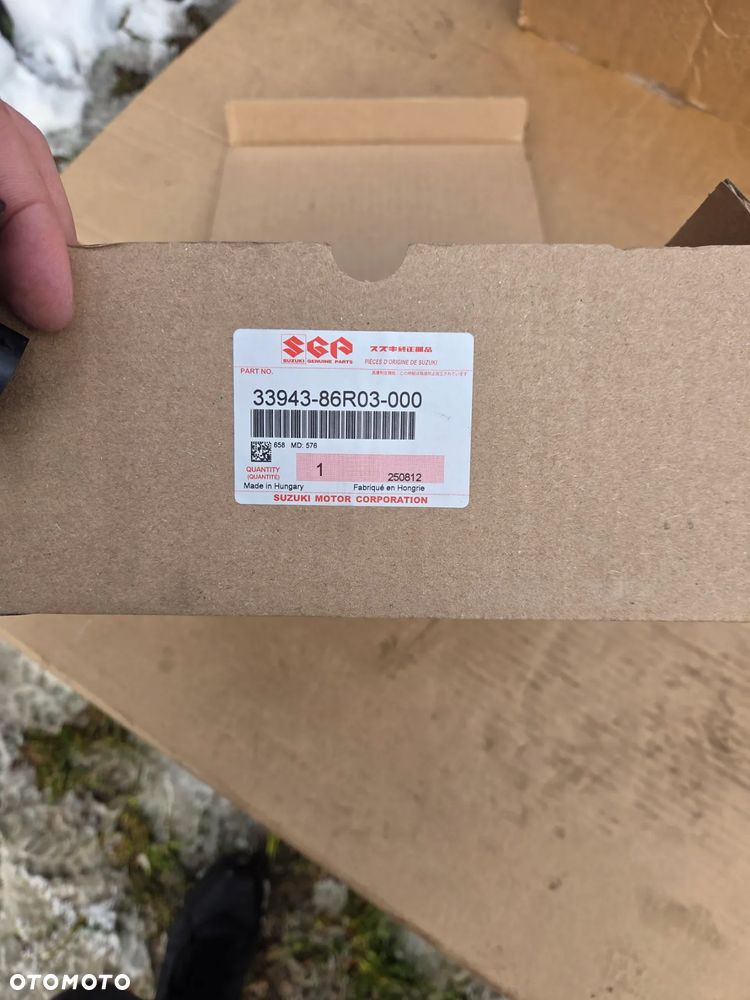 SGP
スズキ純正部品
SUZUKI GENUINE PARTS
PIÈCES D'ORIGINE DE SUZUKI
PART NO.
33943-86R03-000
658 MD: 576
QUANTITY
(QUANTITÉ)
1
250812
Made in Hungary
Fabriqué en Hongrie
SUZUKI MOTOR CORPORATION
OTOMOTO